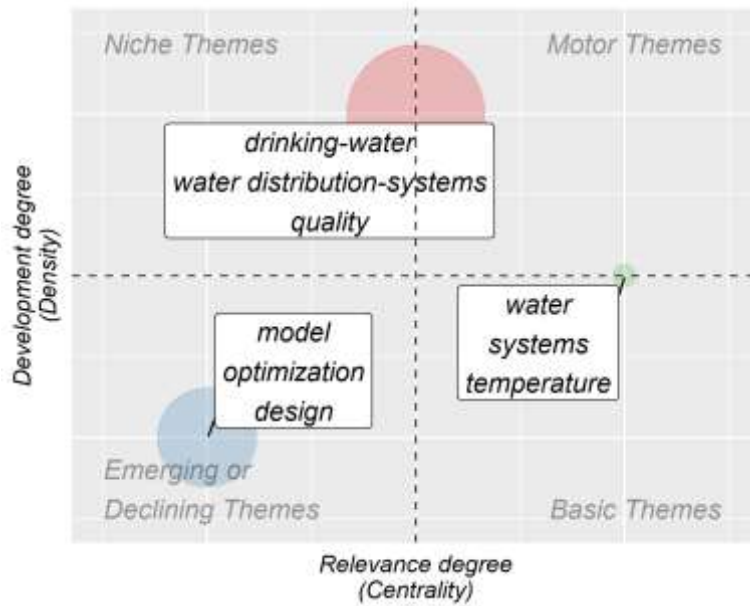 Niche Themes
Motor Themes
drinking-water
water distribution-systems
quality
Development degree
(Density)
water
systems
temperature
model
optimization
design
Emerging or
Declining Themes
Basic Themes
Relevance degree
(Centrality)